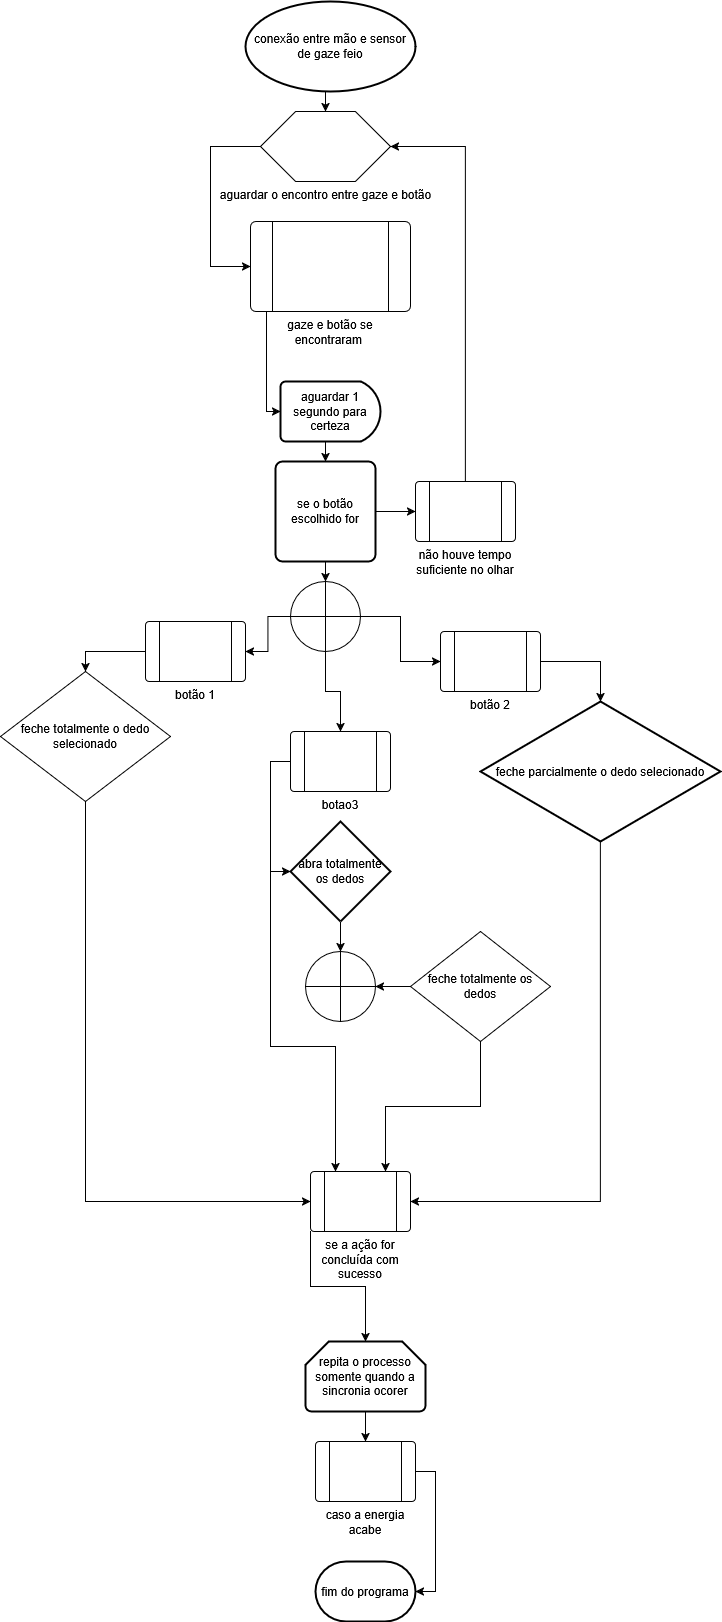 conexão entre mão e sensor
de gaze feio
aguardar o encontro entre gaze e botão
gaze e botão se
encontraram
aguardar 1
segundo para
certeza
se o botão
escolhido for
não houve tempo
suficiente no olhar
botão 1
botão 2
feche totalmente o dedo
selecionado
feche parcialmente o dedo selecionado
botao3
abra totalmente
os dedos
feche totalmente os
dedos
se a ação for
concluída com
sucesso
repita o processo
somente quando a
sincronia ocorer
caso a energia
acabe
fim do programa